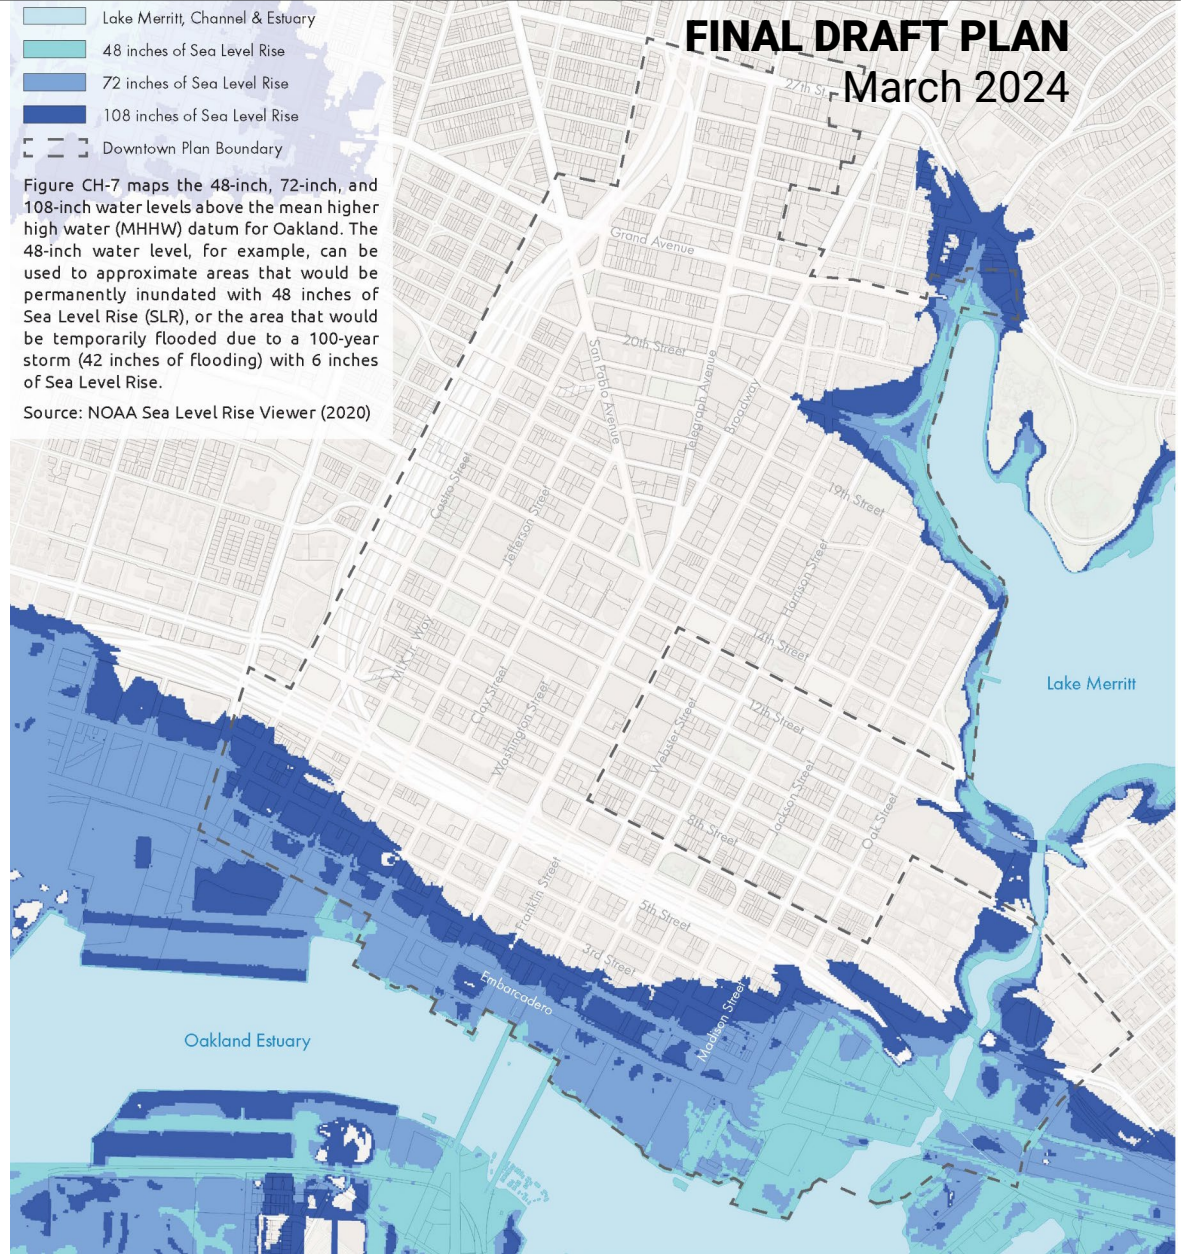 Lake Merritt, Channel & Estuary
48 inches of Sea Level Rise
72 inches of Sea Level Rise
108 inches of Sea Level Rise
Downtown Plan Boundary
Figure CH-7 maps the 48-inch, 72-inch, and
108-inch water levels above the mean higher
high water (MHHW) datum for Oakland. The
48-inch water level, for example, can be
used to approximate areas that would be
permanently inundated with 48 inches of
Sea Level Rise (SLR), or the area that would
be temporarily flooded due to a 100-year
storm (42 inches of flooding) with 6 inches
of Sea Level Rise.
Source: NOAA Sea Level Rise Viewer (2020)
FINAL DRAFT PLAN
March 2024
27th St
Grand Avenue
20th Street
San Pablo Avenue
Telegraph Avenue
Broadway
19th Street
Castro Street
Jefferson Street
Harrison Street
14th Street
MLK Jr. Way
Clay Street
Washington Street
Webster Street
12th Street
Jackson Street
Oak Street
8th Street
Lake Merritt
Franklin Street
5th Street
3rd Street
Embarcadero
Madison Street
Oakland Estuary